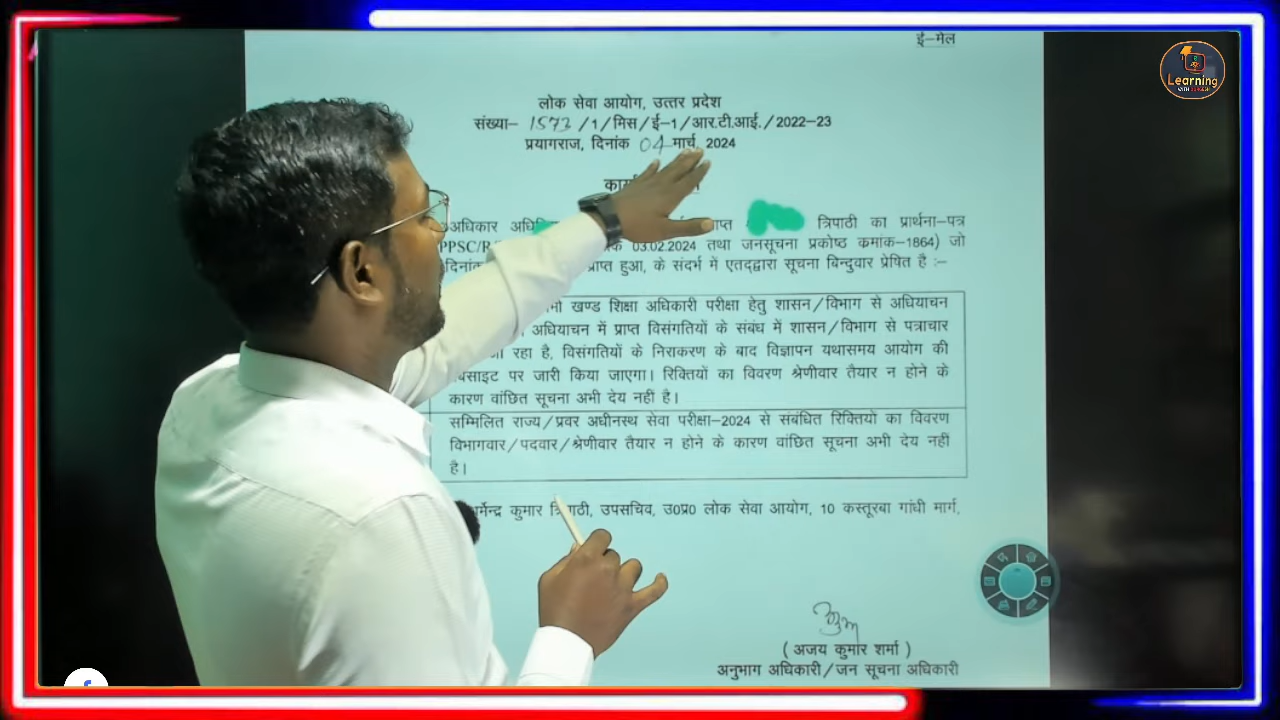 ई-मेल
Learning
लोक सेवा आयोग, उत्तर प्रदेश
संख्या- 1573 /1/मिस/ई-1/आर.टी.आई./2022-23
प्रयागराज, दिनांक 04 मार्च, 2024
त्रिपाठी का प्रार्थना-पत्र
03.02.2024 तथा जनसूचना प्रकोष्ठ क्रमांक-1864) जो
प्राप्त हुआ, के संदर्भ में एतद्द्वारा सूचना बिन्दुवार प्रेषित है :-
खण्ड शिक्षा अधिकारी परीक्षा हेतु शासन/विभाग से अधियाचन
अधियाचन में प्राप्त विसंगतियों के संबंध में शासन/विभाग से पत्राचार
रहा है, विसंगतियों के निराकरण के बाद विज्ञापन यथासमय आयोग की
पर जारी किया जाएगा। रिक्तियों का विवरण श्रेणीवार तैयार न होने के
कारण वांछित सूचना अभी देय नहीं है।
सम्मिलित राज्य/प्रवर अधीनस्थ सेवा परीक्षा-2024 से संबंधित रिक्तियों का विवरण
विभागवार/पदवार/श्रेणीवार तैयार न होने के कारण वांछित सूचना अभी देय नहीं
है।
कुमार त्रिपाठी, उपसचिव, उ0प्र0 लोक सेवा आयोग, 10 कस्तूरबा गांधी मार्ग,
( अजय कुमार शर्मा )
अनुभाग अधिकारी/जन सूचना अधिकारी